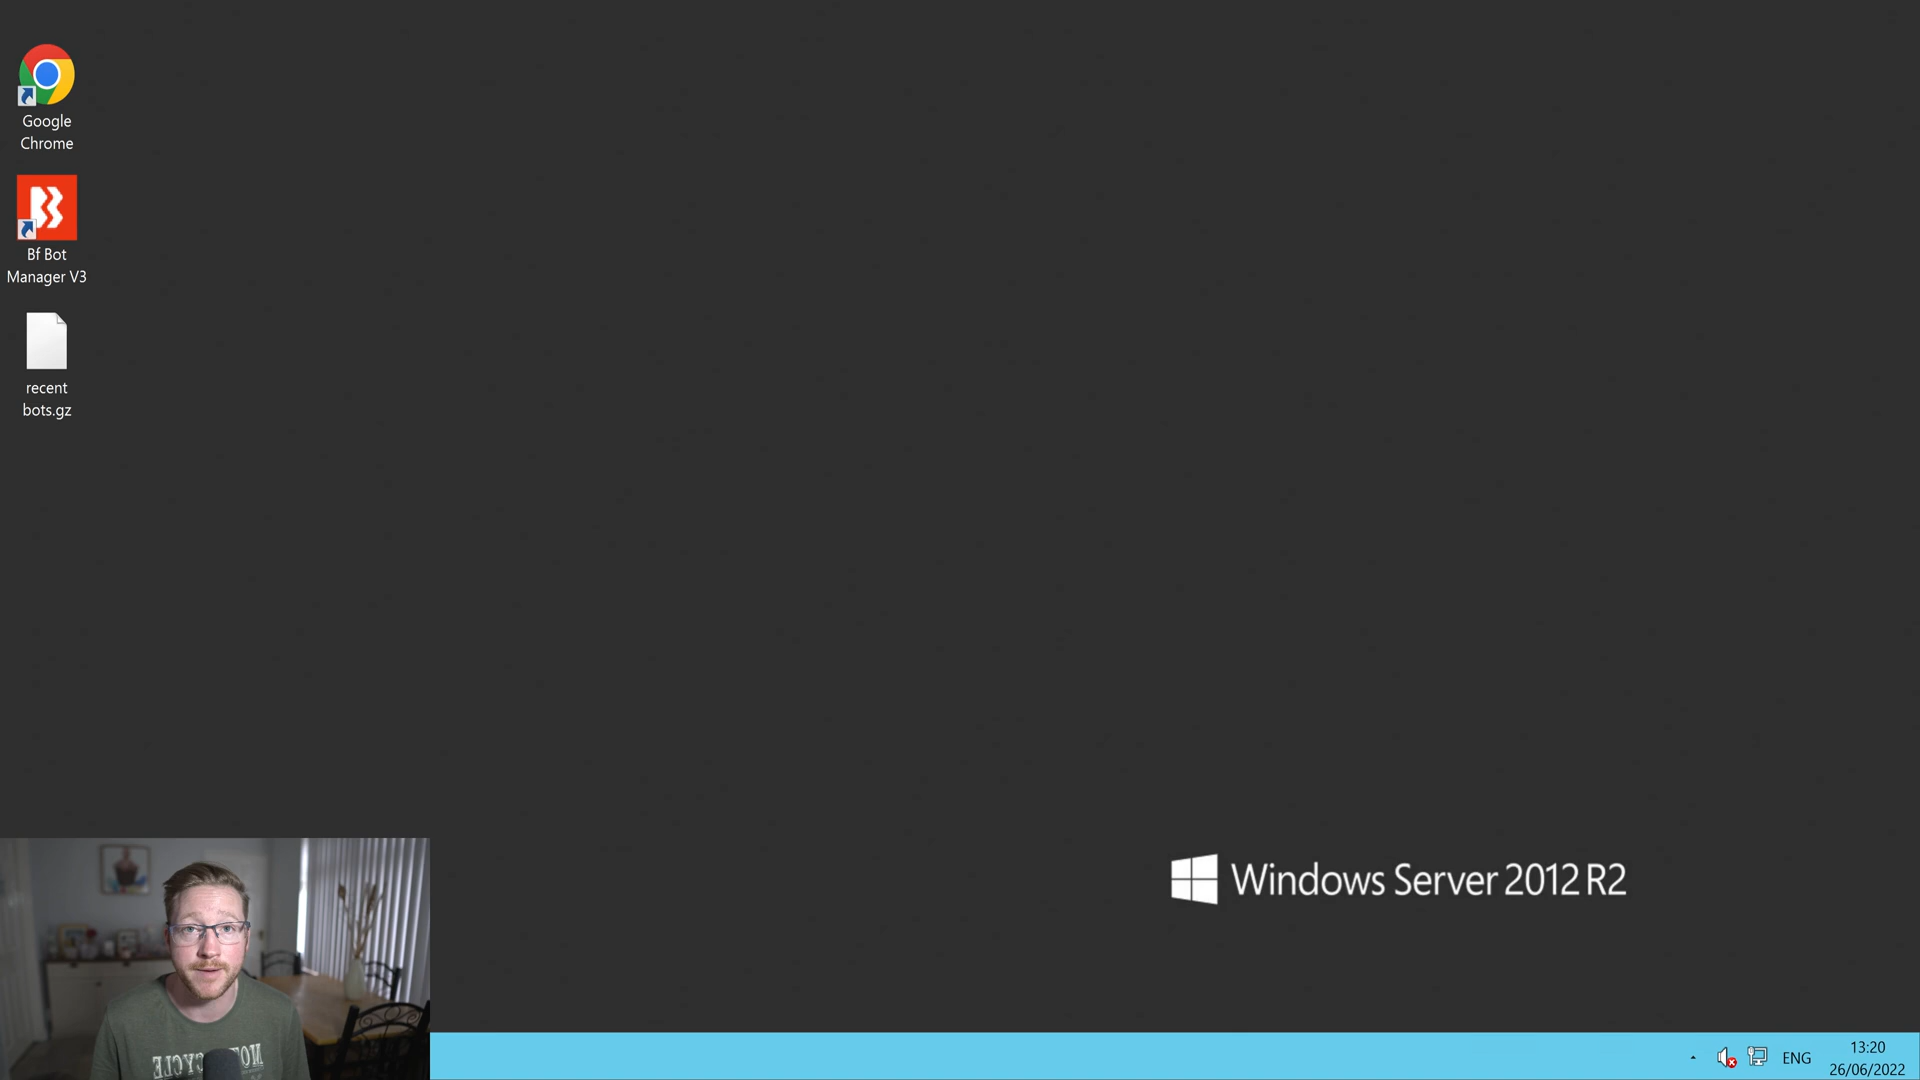 Google
Chrome
Bf Bot
Manager V3
recent
bots.gz
Windows Server 2012 R2
ENG
13:20
26/06/2022